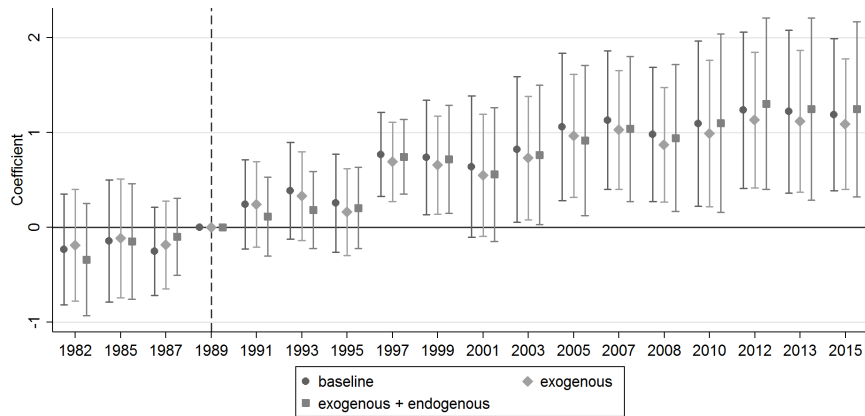 2
1
0
-1
Coefficient
1982 1985 1987 1989 1991 1993 1995 1997 1999 2001 2003 2005 2007 2008 2010 2012 2013 2015
baseline exogenous
exogenous + endogenous